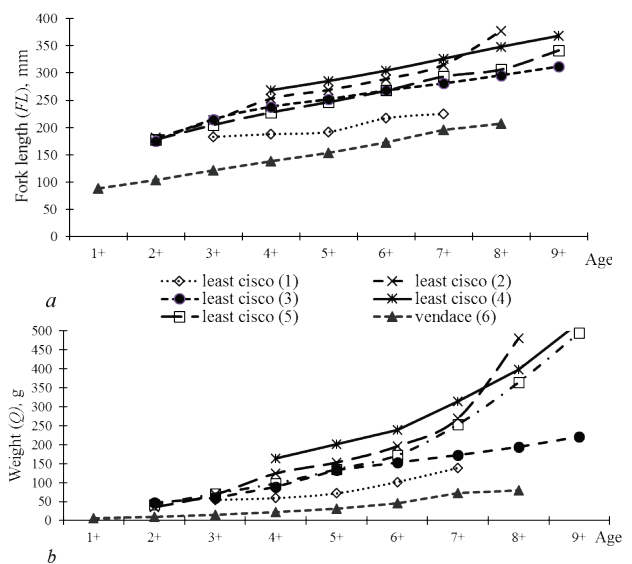 400
350
300
250
200
150
100
50
0
Fork length (FL), mm
1+ 2+ 3+ 4+ 5+ 6+ 7+ 8+ 9+ Age
least cisco (1) least cisco (2)
least cisco (3) least cisco (4)
least cisco (5) vendace (6)
a
500
450
400
350
300
250
200
150
100
50
0
Weight (Q), g
1+ 2+ 3+ 4+ 5+ 6+ 7+ 8+ 9+ Age
b